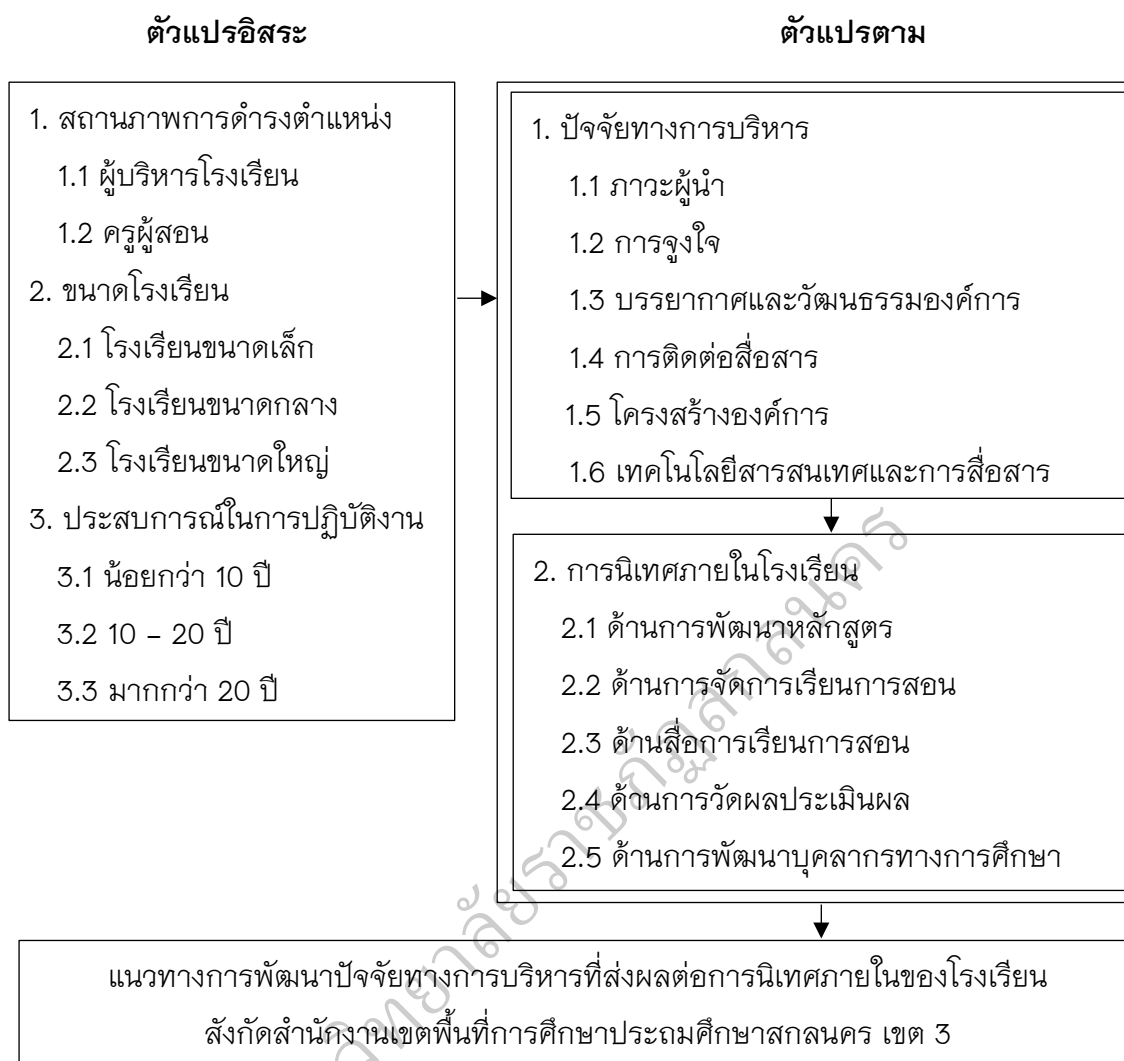 ตัวแปรอิสระ
1. สถานภาพการดำรงตำแหน่ง
1.1 ผู้บริหารโรงเรียน
1.2 ครูผู้สอน
2. ขนาดโรงเรียน
2.1 โรงเรียนขนาดเล็ก
2.2 โรงเรียนขนาดกลาง
2.3 โรงเรียนขนาดใหญ่
3. ประสบการณ์ในการปฏิบัติงาน
3.1 น้อยกว่า 10 ปี
3.2 10 – 20 ปี
3.3 มากกว่า 20 ปี
ตัวแปรตาม
1. ปัจจัยทางการบริหาร
1.1 ภาวะผู้นำ
1.2 การจูงใจ
1.3 บรรยากาศและวัฒนธรรมองค์การ
1.4 การติดต่อสื่อสาร
1.5 โครงสร้างองค์การ
1.6 เทคโนโลยีสารสนเทศและการสื่อสาร
2. การนิเทศภายในโรงเรียน
2.1 ด้านการพัฒนาหลักสูตร
2.2 ด้านการจัดการเรียนการสอน
2.3 ด้านสื่อการเรียนการสอน
2.4 ด้านการวัดผลประเมินผล
2.5 ด้านการพัฒนาบุคลากรทางการศึกษา
แนวทางการพัฒนาปัจจัยทางการบริหารที่ส่งผลต่อการนิเทศภายในของโรงเรียน
สังกัดสำนักงานเขตพื้นที่การศึกษาประถมศึกษาสกลนคร เขต 3
วิทยาลัยราชภัฏสกลนคร